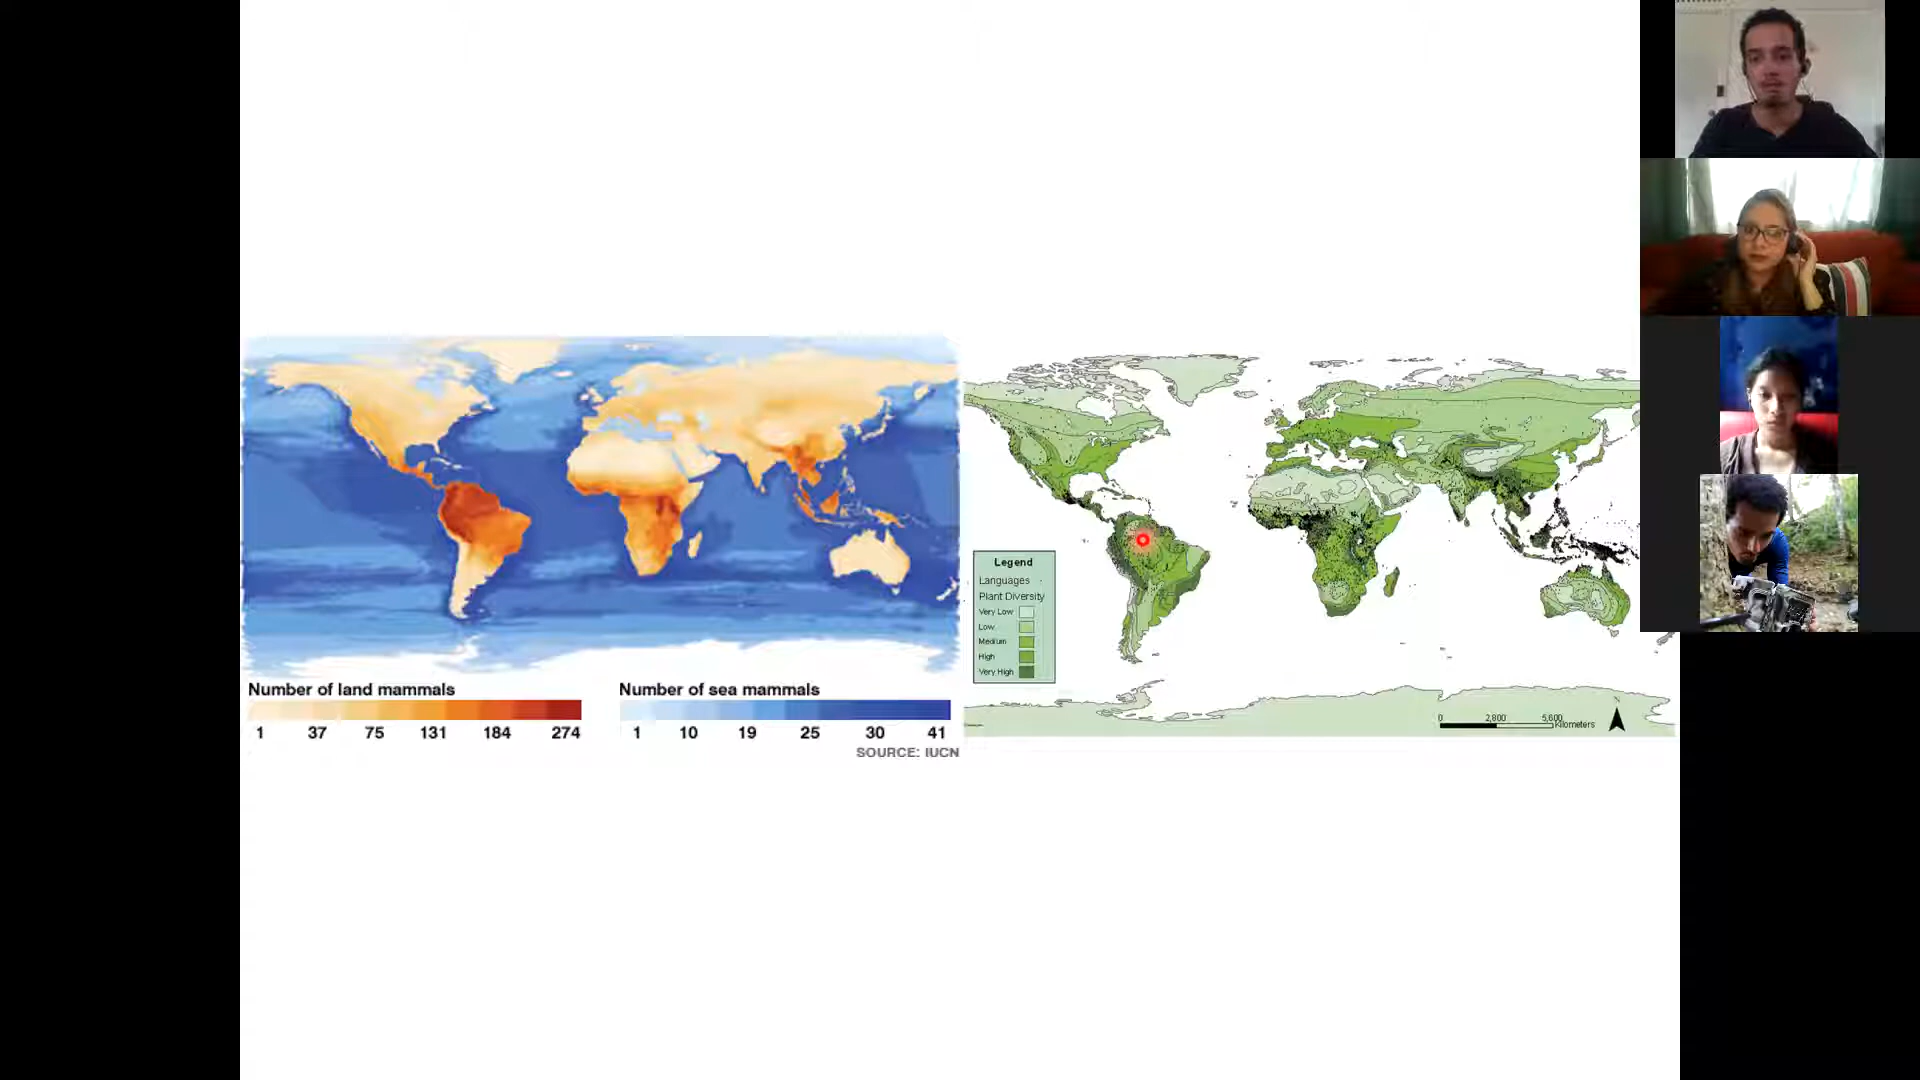 Number of land mammals
1 37 75 131 184 274
Number of sea mammals
1 10 19 25 30 41
SOURCE: IUCN
Legend
Languages
Plant Diversity
Very Low
Low
Medium
High
Very High
0 2,800 5,600
Kilometers
N